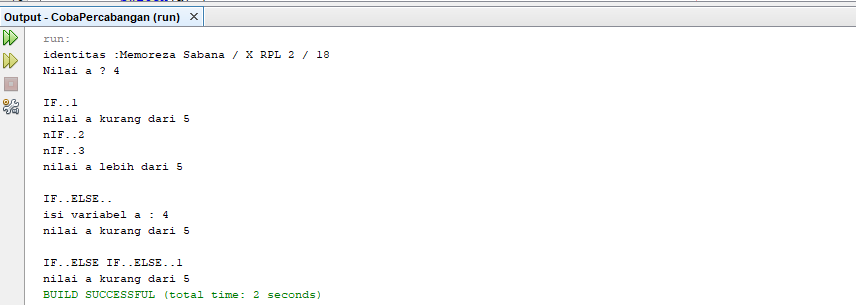 Output - CobaPercabangan (run)
run:
identitas :Memoreza Sabana / X RPL 2 / 18
Nilai a ? 4
IF..1
nilai a kurang dari 5
nIF..2
nIF..3
nilai a lebih dari 5
IF..ELSE..
isi variabel a : 4
nilai a kurang dari 5
IF..ELSE IF..ELSE..1
nilai a kurang dari 5
BUILD SUCCESSFUL (total time: 2 seconds)